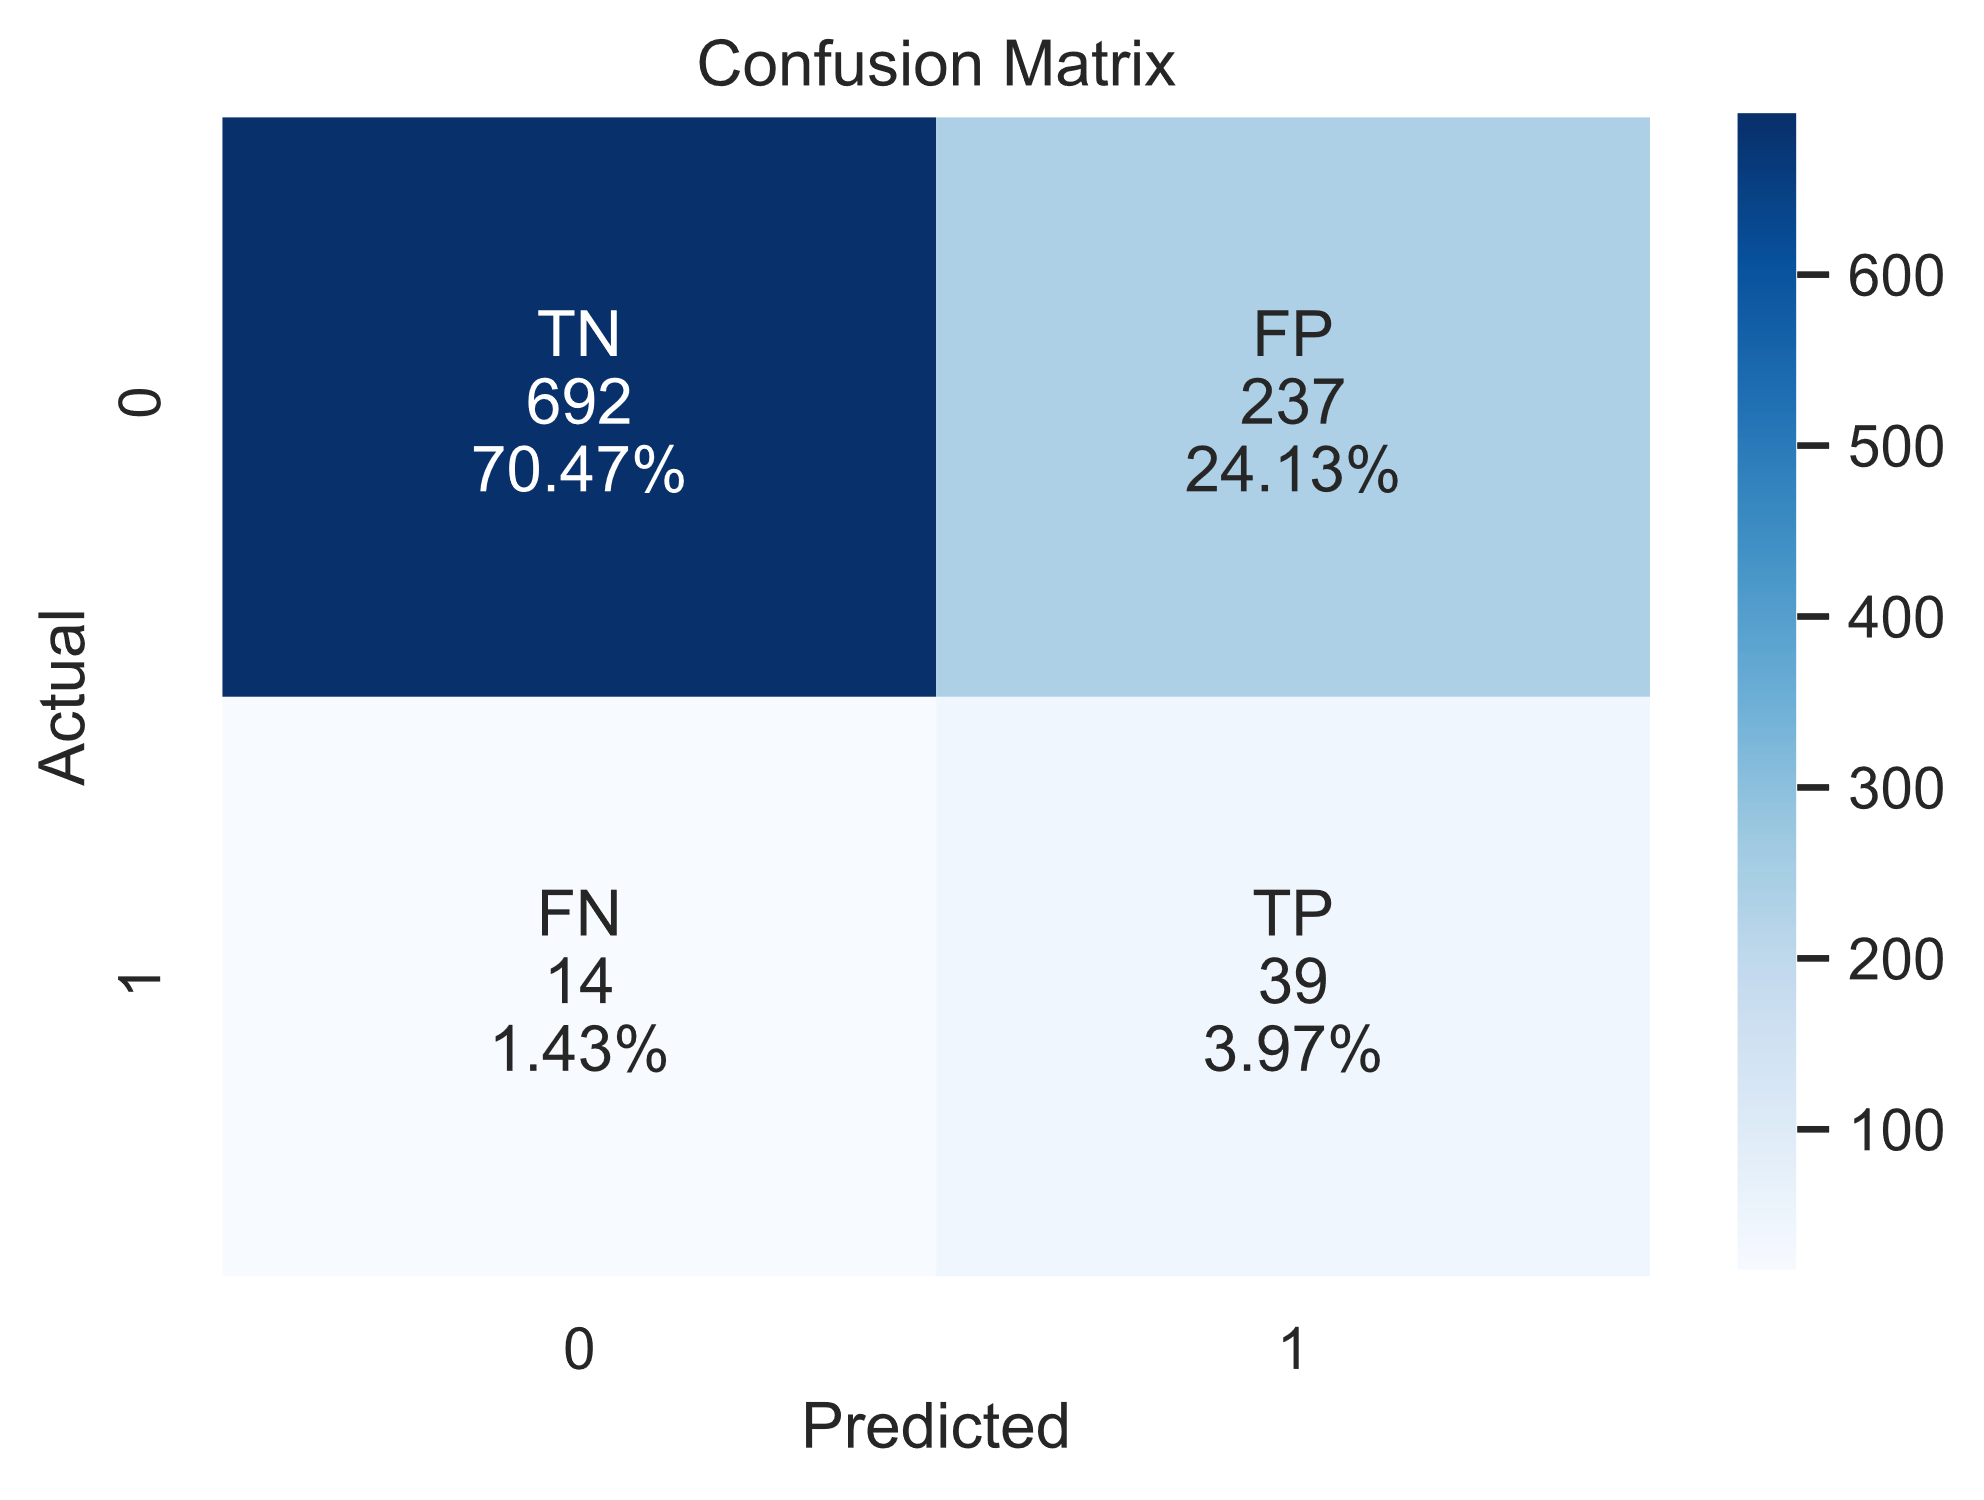 Confusion Matrix
TN
692
70.47%
FP
237
24.13%
FN
14
1.43%
TP
39
3.97%
0
1
Actual
0
1
Predicted
600
500
400
300
200
100